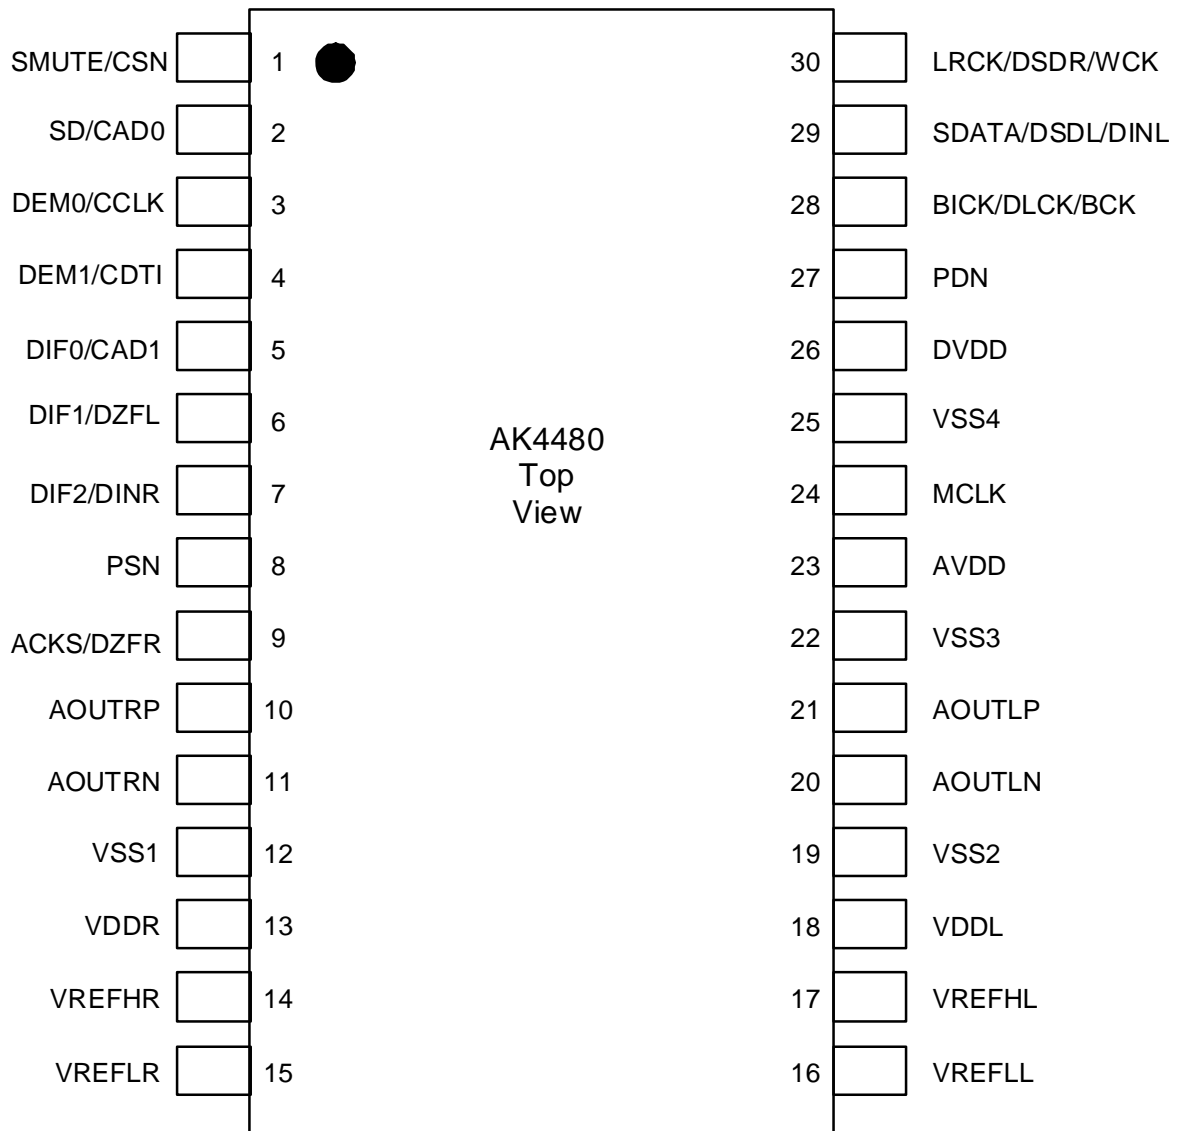 SMUTE/CSN 1 30 LRCK/DSDR/WCK
SD/CAD0 2 29 SDATA/DSDL/DINL
DEM0/CCLK 3 28 BICK/DLCK/BCK
DEM1/CDTI 4 27 PDN
DIF0/CAD1 5 26 DVDD
DIF1/DZFL 6 25 VSS4
AK4480
Top
View
DIF2/DINR 7 24 MCLK
PSN 8 23 AVDD
ACKS/DZFR 9 22 VSS3
AOUTRP 10 21 AOUTLP
AOUTRN 11 20 AOUTLN
VSS1 12 19 VSS2
VDDR 13 18 VDDL
VREFHR 14 17 VREFHL
VREFLR 15 16 VREFLL